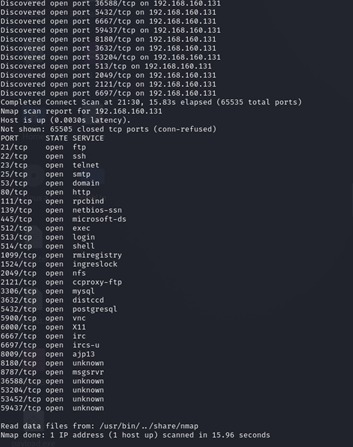 Discovered open port 36588/tcp on 192.168.160.131
Discovered open port 5432/tcp on 192.168.160.131
Discovered open port 6667/tcp on 192.168.160.131
Discovered open port 59437/tcp on 192.168.160.131
Discovered open port 8180/tcp on 192.168.160.131
Discovered open port 3632/tcp on 192.168.160.131
Discovered open port 53204/tcp on 192.168.160.131
Discovered open port 513/tcp on 192.168.160.131
Discovered open port 2049/tcp on 192.168.160.131
Discovered open port 2121/tcp on 192.168.160.131
Discovered open port 6697/tcp on 192.168.160.131
Completed Connect Scan at 21:30, 15.83s elapsed (65535 total ports)
Nmap scan report for 192.168.160.131
Host is up (0.0030s latency).
Not shown: 65505 closed tcp ports (conn-refused)
PORT STATE SERVICE
21/tcp open ftp
22/tcp open ssh
23/tcp open telnet
25/tcp open smtp
53/tcp open domain
80/tcp open http
111/tcp open rpcbind
139/tcp open netbios-ssn
445/tcp open microsoft-ds
512/tcp open exec
513/tcp open login
514/tcp open shell
1099/tcp open rmiregistry
1524/tcp open ingreslock
2049/tcp open nfs
2121/tcp open ccproxy-ftp
3306/tcp open mysql
3632/tcp open distccd
5432/tcp open postgresql
5900/tcp open vnc
6000/tcp open X11
6667/tcp open irc
6697/tcp open ircs-u
8009/tcp open ajp13
8180/tcp open unknown
8787/tcp open msgsrvr
36588/tcp open unknown
53204/tcp open unknown
53452/tcp open unknown
59437/tcp open unknown
Read data files from: /usr/bin/../share/nmap
Nmap done: 1 IP address (1 host up) scanned in 15.96 seconds